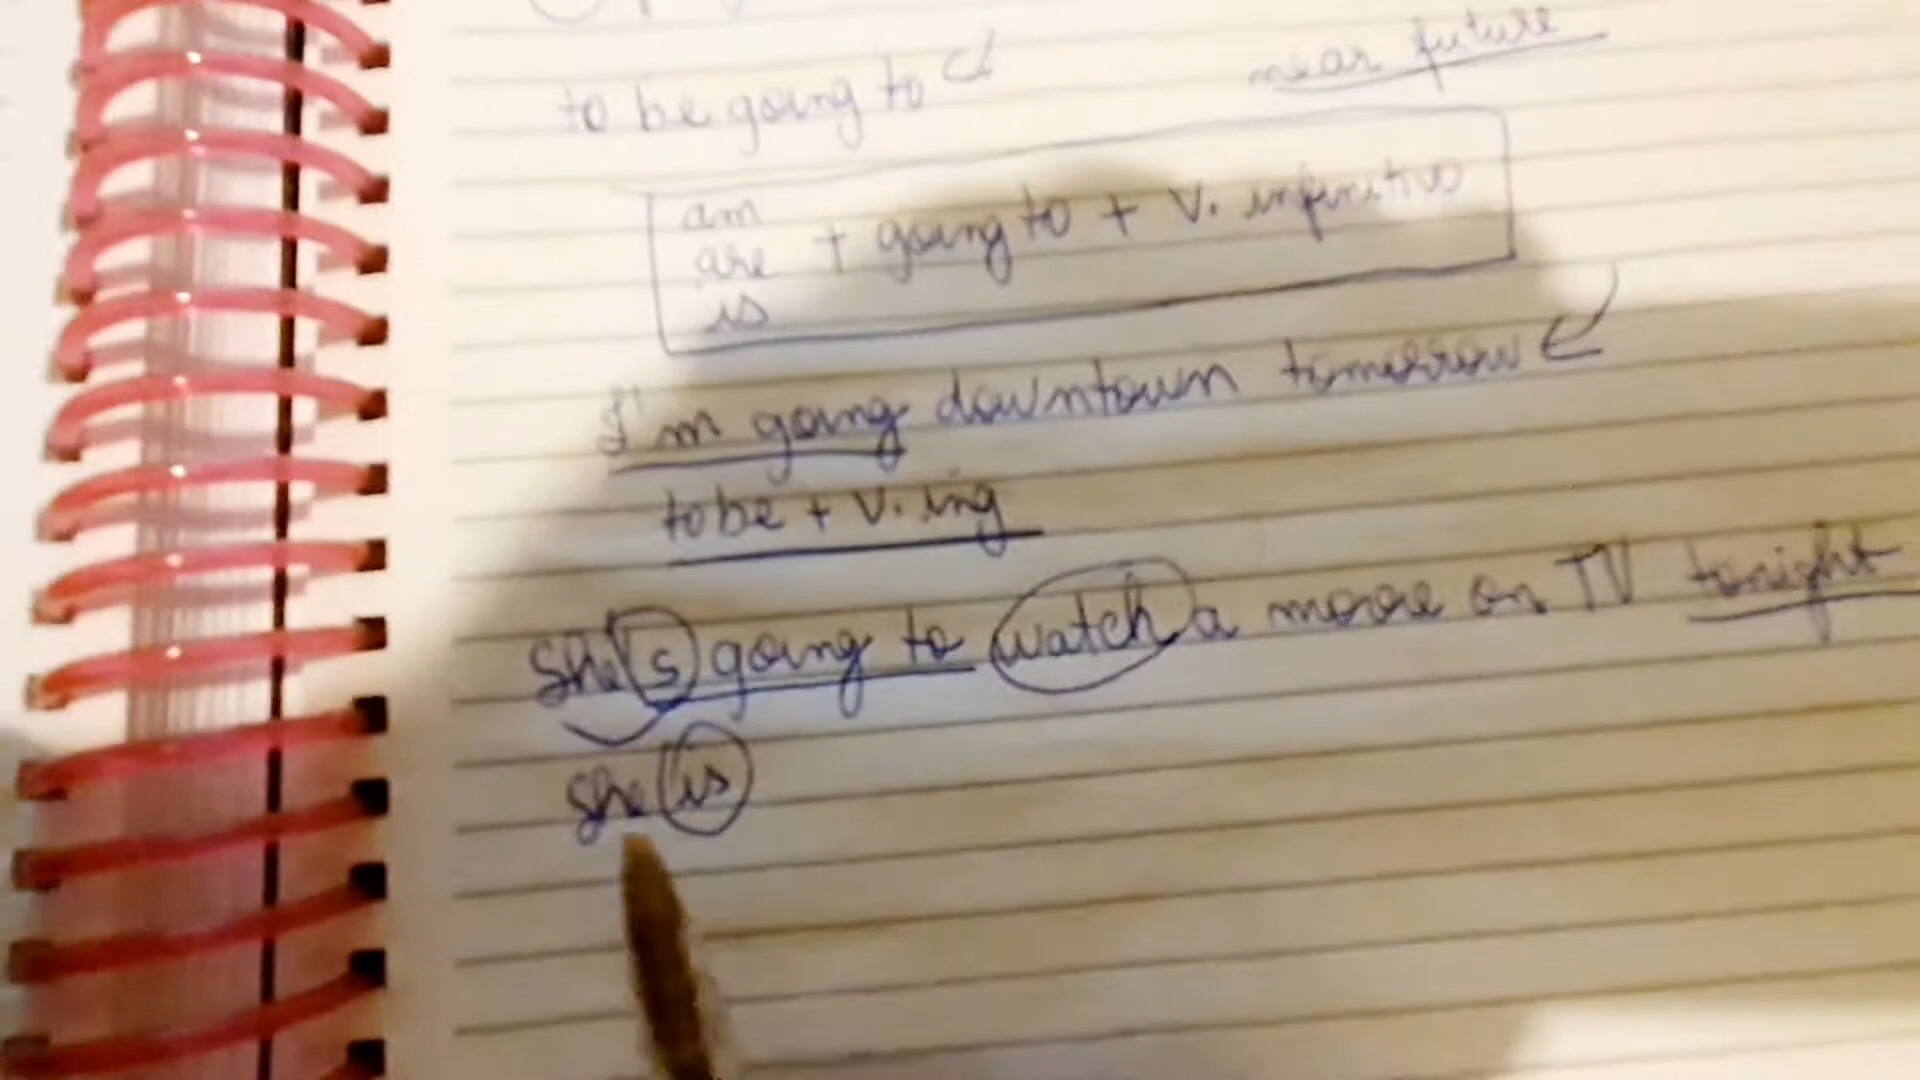 to be going to
near future
am
are + going to + v. infinitivo
is
I'm going downtown tomorrow
to be + v. ing
she's going to watch a movie on TV tonight
she is